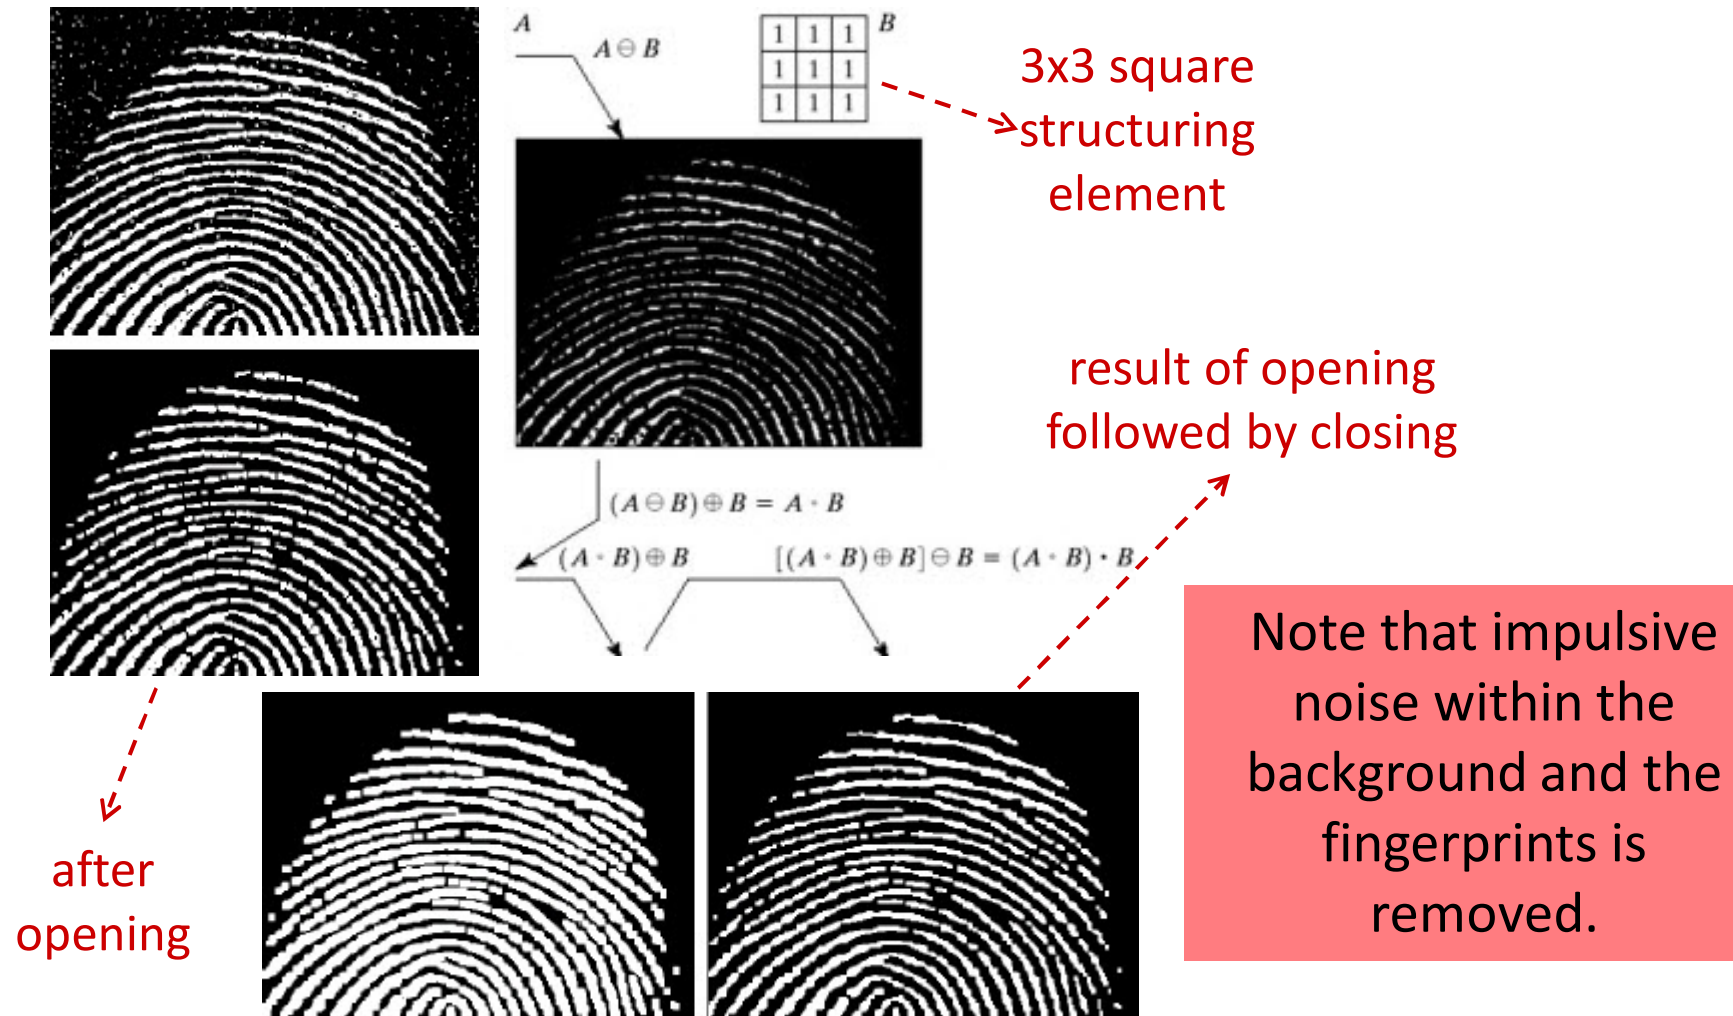 A
A ⊖ B
1 1 1
1 1 1
1 1 1
B
3x3 square
structuring
element
result of opening
followed by closing
(A ⊖ B) ⊕ B = A ∘ B
(A ∘ B) ⊕ B
[(A ∘ B) ⊕ B] ⊖ B = (A ∘ B) • B
Note that impulsive
noise within the
background and the
fingerprints is
removed.
after
opening